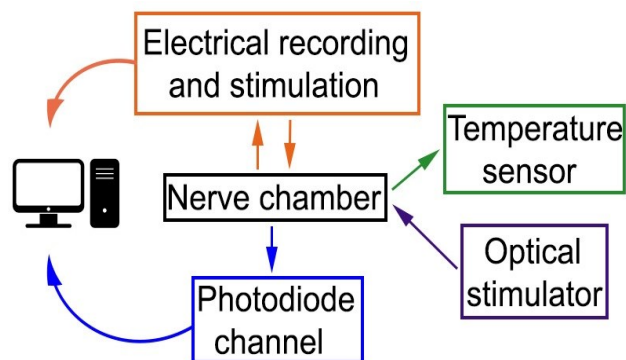 Electrical recording
and stimulation
Temperature
sensor
Nerve chamber
Optical
stimulator
Photodiode
channel